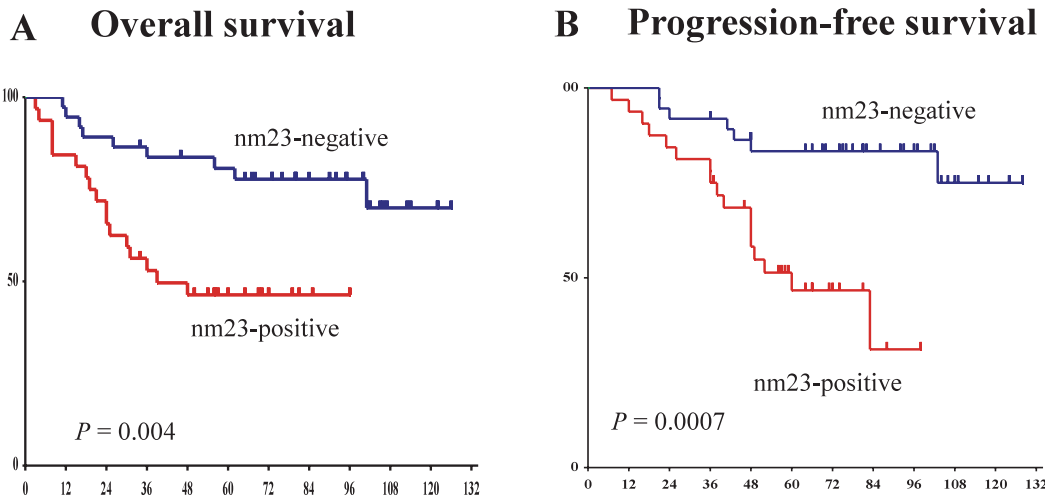 A Overall survival
100
nm23-negative
50
nm23-positive
P = 0.004
0
0 12 24 36 48 60 72 84 96 108 120 132
B Progression-free survival
00
nm23-negative
50
nm23-positive
P = 0.0007
00
0 12 24 36 48 60 72 84 96 108 120 132